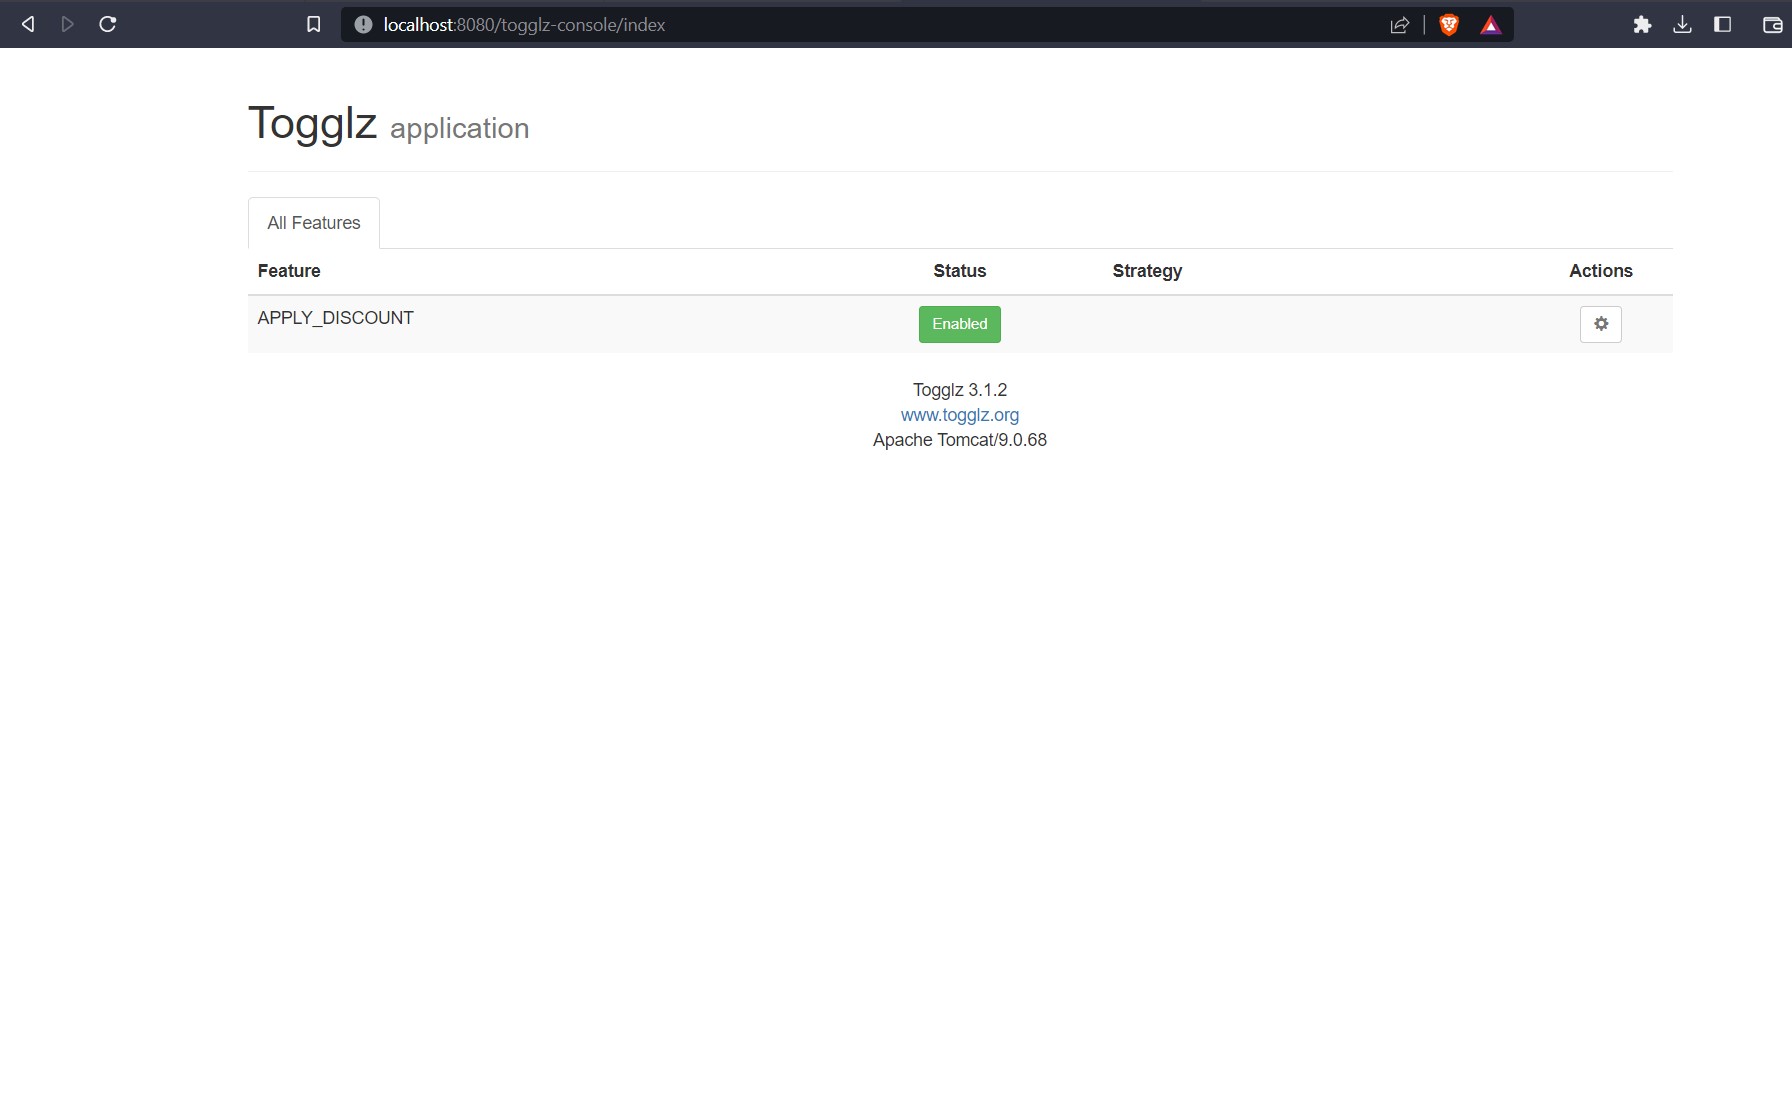 localhost:8080/togglz-console/index
Togglz application
All Features
Feature Status Strategy Actions
APPLY_DISCOUNT Enabled
Togglz 3.1.2
www.togglz.org
Apache Tomcat/9.0.68